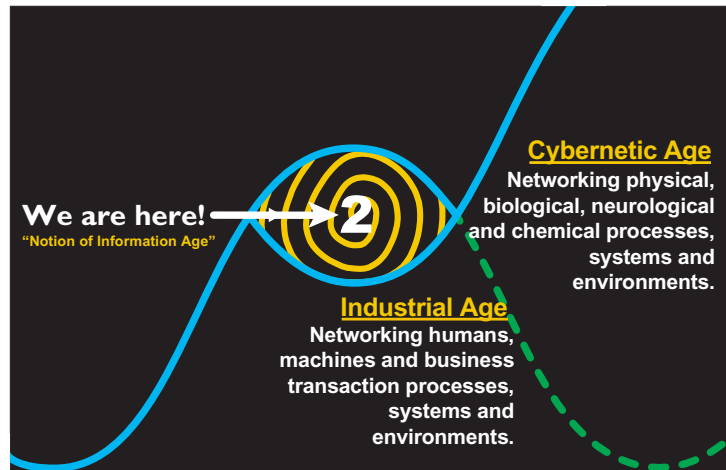 We are here!
“Notion of Information Age”
2
Cybernetic Age
Networking physical,
biological, neurological
and chemical processes,
systems and
environments.
Industrial Age
Networking humans,
machines and business
transaction processes,
systems and
environments.